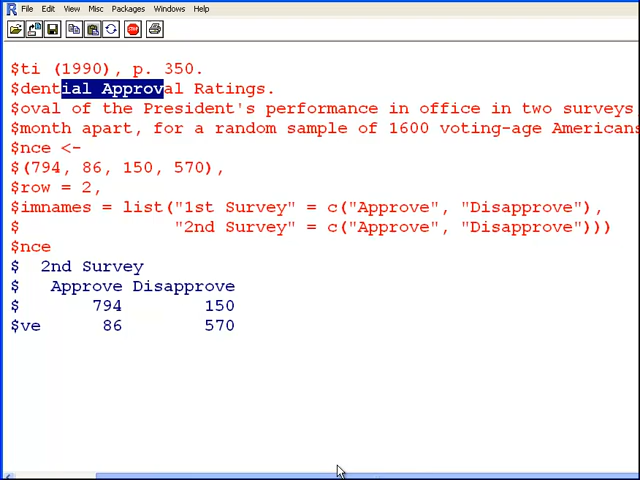 R File Edit View Misc Packages Windows Help
STOP
$ti (1990), p. 350.
$dential Approval Ratings.
$oval of the President's performance in office in two surveys
$month apart, for a random sample of 1600 voting-age Americans
$nce <-
$(794, 86, 150, 570),
$row = 2,
$imnames = list("1st Survey" = c("Approve", "Disapprove"),
$ "2nd Survey" = c("Approve", "Disapprove")))
$nce
$ 2nd Survey
$ Approve Disapprove
$ 794 150
$ve 86 570